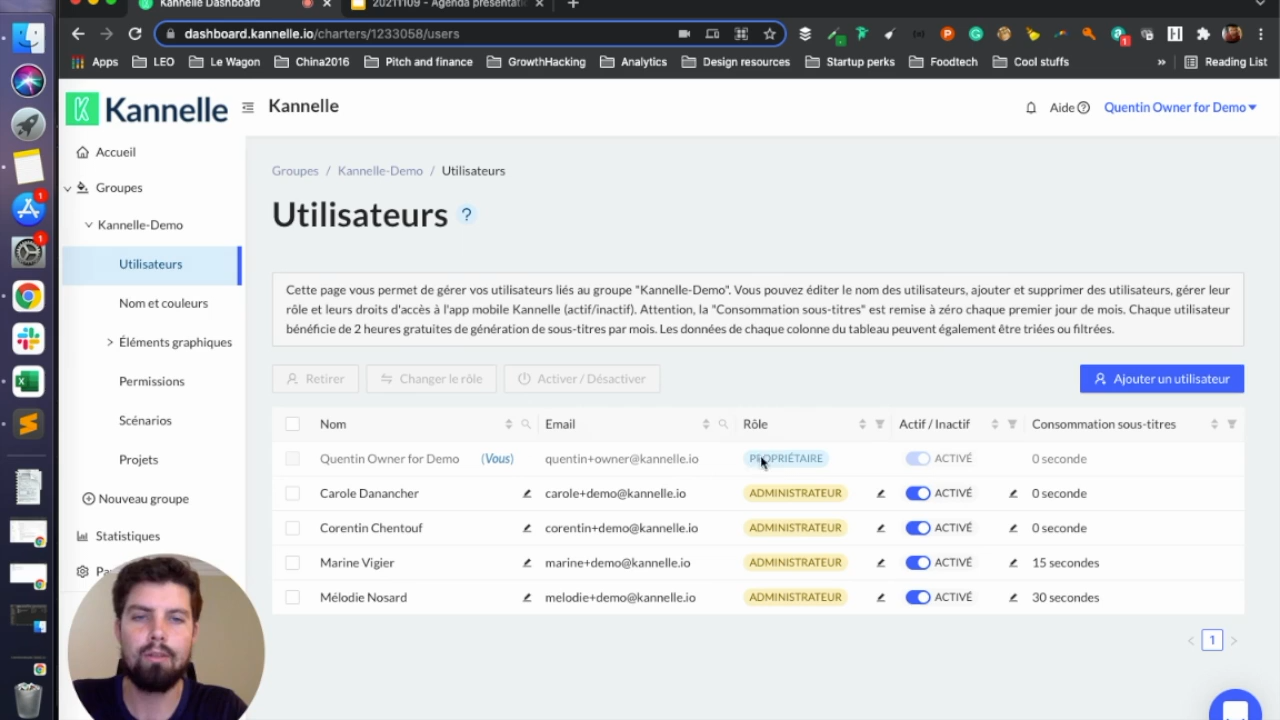 Kannelle Dashboard
20211109 - Agenda présentati
dashboard.kannelle.io/charters/1233058/users
Apps LEO Le Wagon China2016 Pitch and finance GrowthHacking Analytics Design resources Startup perks Foodtech Cool stuffs » Reading List
Kannelle
Kannelle
Aide
Quentin Owner for Demo
Accueil
Groupes
Kannelle-Demo
Utilisateurs
Nom et couleurs
Éléments graphiques
Permissions
Scénarios
Projets
Nouveau groupe
Statistiques
Groupes / Kannelle-Demo / Utilisateurs
Utilisateurs ?
Cette page vous permet de gérer vos utilisateurs liés au groupe "Kannelle-Demo". Vous pouvez éditer le nom des utilisateurs, ajouter et supprimer des utilisateurs, gérer leur
rôle et leurs droits d'accès à l'app mobile Kannelle (actif/inactif). Attention, la "Consommation sous-titres" est remise à zéro chaque premier jour de mois. Chaque utilisateur
bénéficie de 2 heures gratuites de génération de sous-titres par mois. Les données de chaque colonne du tableau peuvent également être triées ou filtrées.
Retirer Changer le rôle Activer / Désactiver Ajouter un utilisateur
Nom Email Rôle Actif / Inactif Consommation sous-titres
Quentin Owner for Demo (Vous) quentin+owner@kannelle.io PROPRIÉTAIRE ACTIVÉ 0 seconde
Carole Danancher carole+demo@kannelle.io ADMINISTRATEUR ACTIVÉ 0 seconde
Corentin Chentouf corentin+demo@kannelle.io ADMINISTRATEUR ACTIVÉ 0 seconde
Marine Vigier marine+demo@kannelle.io ADMINISTRATEUR ACTIVÉ 15 secondes
Mélodie Nosard melodie+demo@kannelle.io ADMINISTRATEUR ACTIVÉ 30 secondes
1